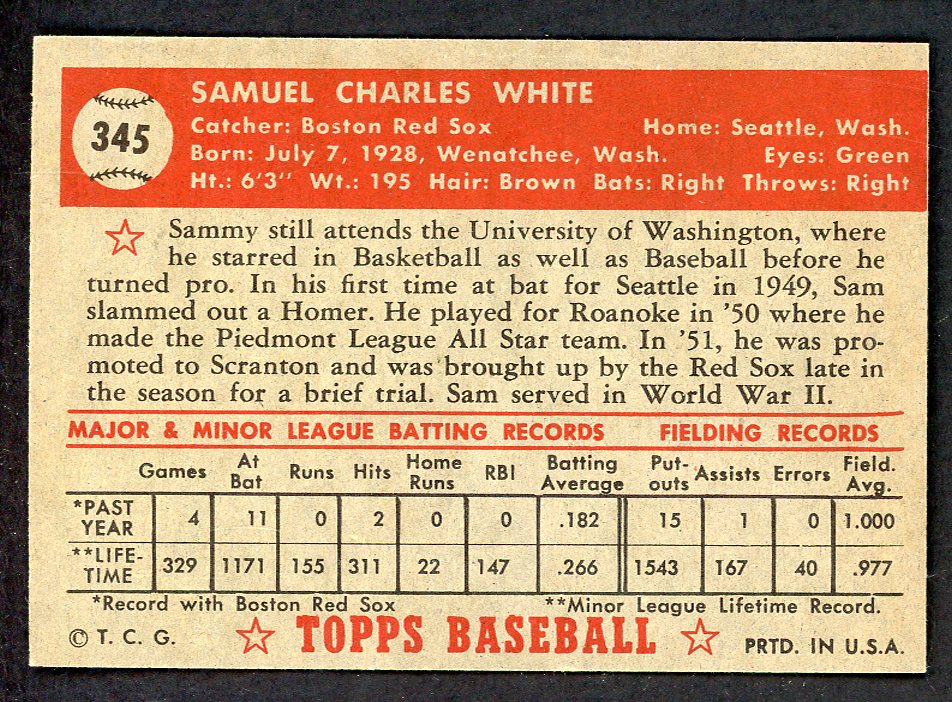 345
SAMUEL CHARLES WHITE
Catcher: Boston Red Sox Home: Seattle, Wash.
Born: July 7, 1928, Wenatchee, Wash. Eyes: Green
Ht.: 6'3" Wt.: 195 Hair: Brown Bats: Right Throws: Right
Sammy still attends the University of Washington, where
he starred in Basketball as well as Baseball before he
turned pro. In his first time at bat for Seattle in 1949, Sam
slammed out a Homer. He played for Roanoke in '50 where he
made the Piedmont League All Star team. In '51, he was pro-
moted to Scranton and was brought up by the Red Sox late in
the season for a brief trial. Sam served in World War II.
MAJOR & MINOR LEAGUE BATTING RECORDS FIELDING RECORDS
Games At Bat Runs Hits Home Runs RBI Batting Average Put-outs Assists Errors Field. Avg.
*PAST YEAR 4 11 0 2 0 0 .182 15 1 0 1.000
**LIFE-TIME 329 1171 155 311 22 147 .266 1543 167 40 .977
*Record with Boston Red Sox **Minor League Lifetime Record.
© T. C. G. TOPPS BASEBALL PRTD. IN U.S.A.